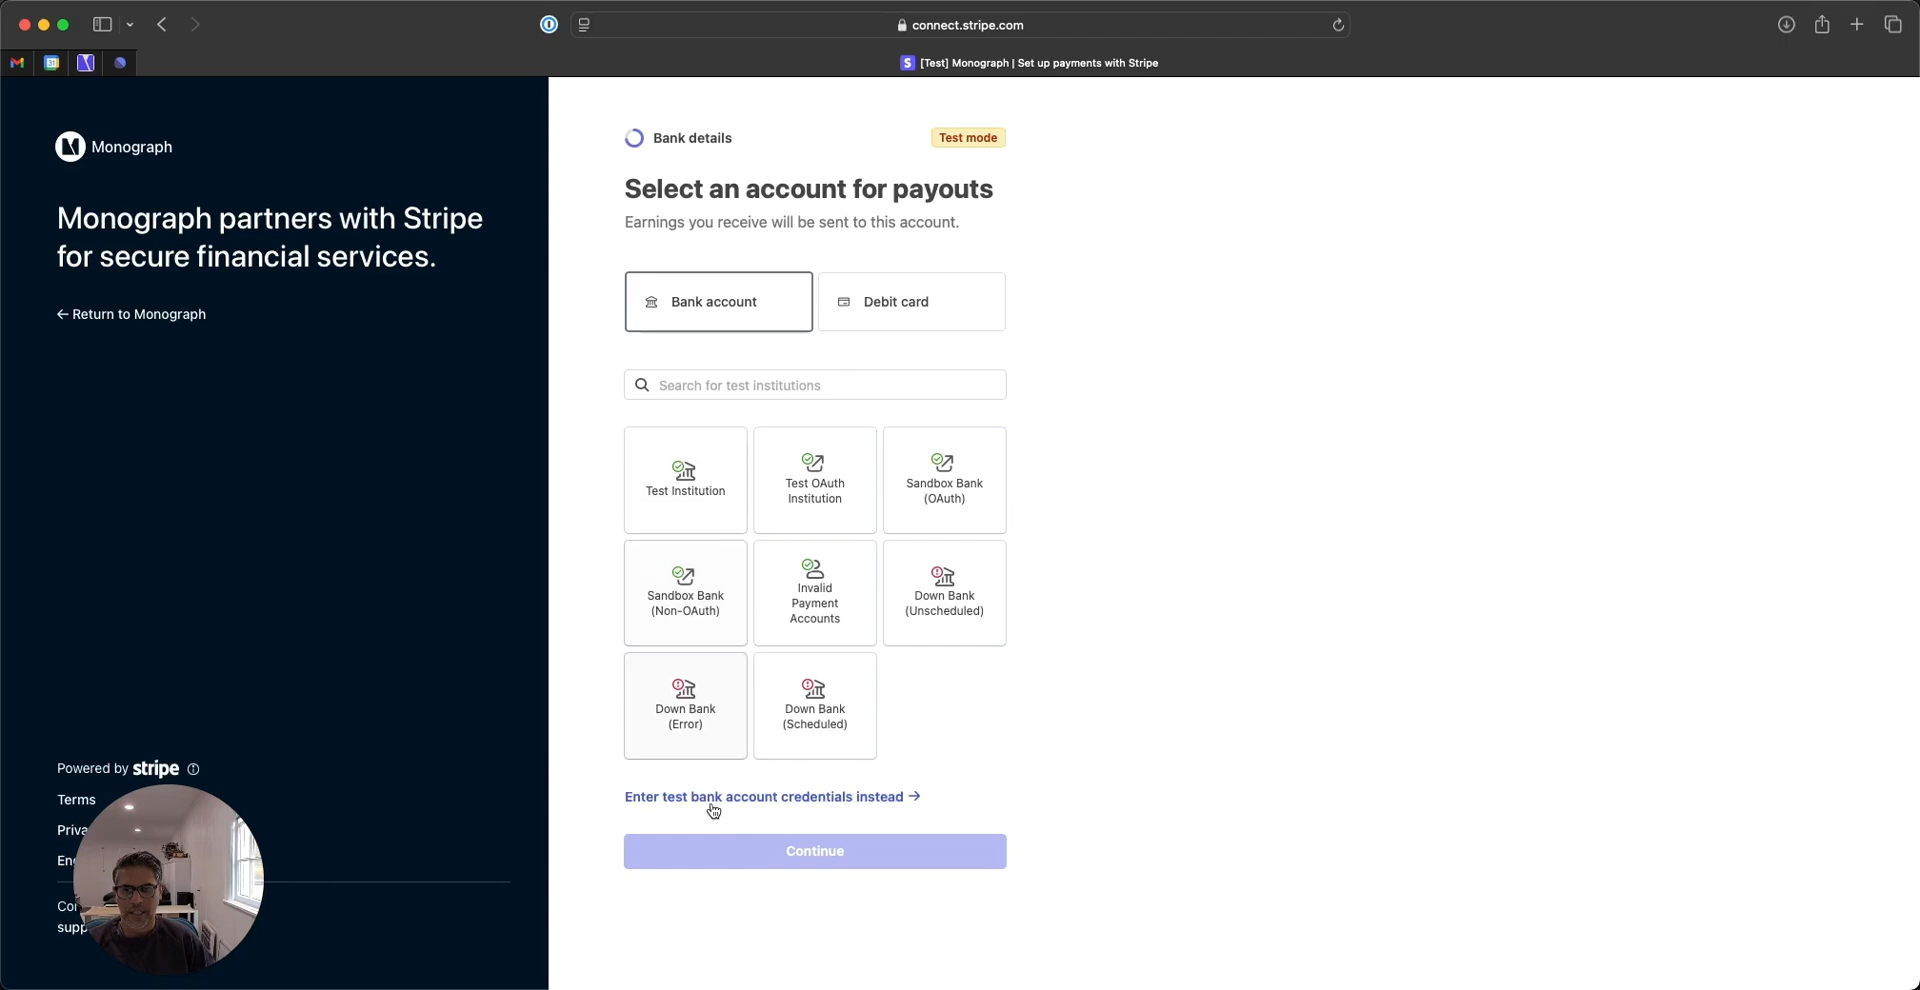 connect.stripe.com
[Test] Monograph | Set up payments with Stripe
Monograph
Monograph partners with Stripe
for secure financial services.
← Return to Monograph
Powered by stripe
Terms
Priva
En
Cor
supp
Bank details
Test mode
Select an account for payouts
Earnings you receive will be sent to this account.
Bank account
Debit card
Search for test institutions
Test Institution
Test OAuth
Institution
Sandbox Bank
(OAuth)
Sandbox Bank
(Non-OAuth)
Invalid
Payment
Accounts
Down Bank
(Unscheduled)
Down Bank
(Error)
Down Bank
(Scheduled)
Enter test bank account credentials instead →
Continue